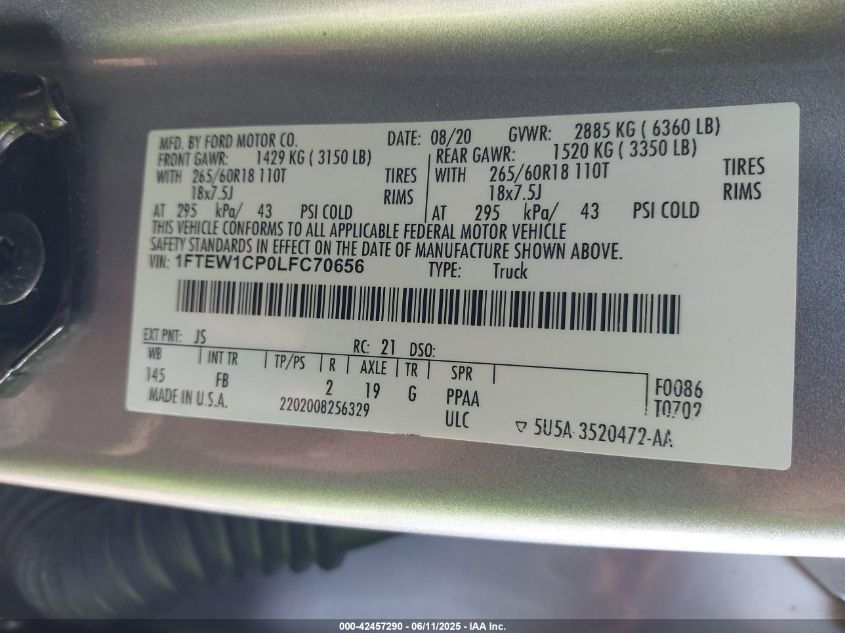 MFD. BY FORD MOTOR CO. DATE: 08/20 GVWR: 2885 KG ( 6360 LB)
FRONT GAWR: 1429 KG ( 3150 LB) REAR GAWR: 1520 KG ( 3350 LB)
WITH 265/60R18 110T TIRES WITH 265/60R18 110T TIRES
18x7.5J RIMS 18x7.5J RIMS
AT 295 kPa/ 43 PSI COLD AT 295 kPa/ 43 PSI COLD
THIS VEHICLE CONFORMS TO ALL APPLICABLE FEDERAL MOTOR VEHICLE
SAFETY STANDARDS IN EFFECT ON THE DATE OF MANUFACTURE SHOWN ABOVE.
VIN: 1FTEW1CP0LFC70656 TYPE: Truck
EXT PNT: JS RC: 21 DSO:
WB INT TR TP/PS R AXLE TR SPR
145 FB 2 19 G PPAA F0086
MADE IN U.S.A. 2202008256329 ULC T0702
▽ 5U5A 3520472-AA
000-42457290 - 06/11/2025 - IAA Inc.